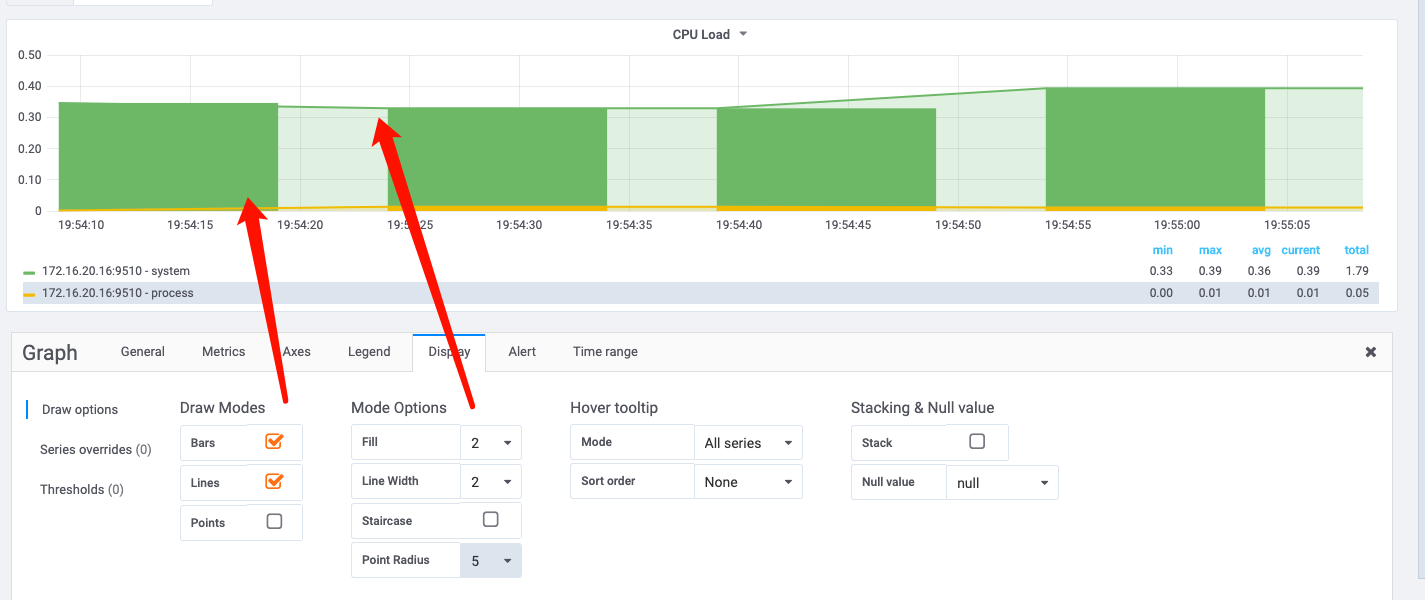 CPU Load
0.50
0.40
0.30
0.20
0.10
0
19:54:10 19:54:15 19:54:20 19:54:25 19:54:30 19:54:35 19:54:40 19:54:45 19:54:50 19:54:55 19:55:00 19:55:05
min max avg current total
172.16.20.16:9510 - system 0.33 0.39 0.36 0.39 1.79
172.16.20.16:9510 - process 0.00 0.01 0.01 0.01 0.05
Graph General Metrics Axes Legend Display Alert Time range
Draw options
Series overrides (0)
Thresholds (0)
Draw Modes
Bars
Lines
Points
Mode Options
Fill 2
Line Width 2
Staircase
Point Radius 5
Hover tooltip
Mode All series
Sort order None
Stacking & Null value
Stack
Null value null